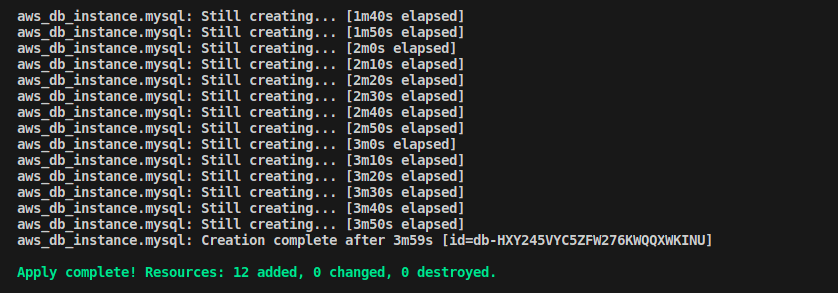 aws_db_instance.mysql: Still creating... [1m40s elapsed]
aws_db_instance.mysql: Still creating... [1m50s elapsed]
aws_db_instance.mysql: Still creating... [2m0s elapsed]
aws_db_instance.mysql: Still creating... [2m10s elapsed]
aws_db_instance.mysql: Still creating... [2m20s elapsed]
aws_db_instance.mysql: Still creating... [2m30s elapsed]
aws_db_instance.mysql: Still creating... [2m40s elapsed]
aws_db_instance.mysql: Still creating... [2m50s elapsed]
aws_db_instance.mysql: Still creating... [3m0s elapsed]
aws_db_instance.mysql: Still creating... [3m10s elapsed]
aws_db_instance.mysql: Still creating... [3m20s elapsed]
aws_db_instance.mysql: Still creating... [3m30s elapsed]
aws_db_instance.mysql: Still creating... [3m40s elapsed]
aws_db_instance.mysql: Still creating... [3m50s elapsed]
aws_db_instance.mysql: Creation complete after 3m59s [id=db-HXY245VYC5ZFW276KWQQXWKINU]
Apply complete! Resources: 12 added, 0 changed, 0 destroyed.